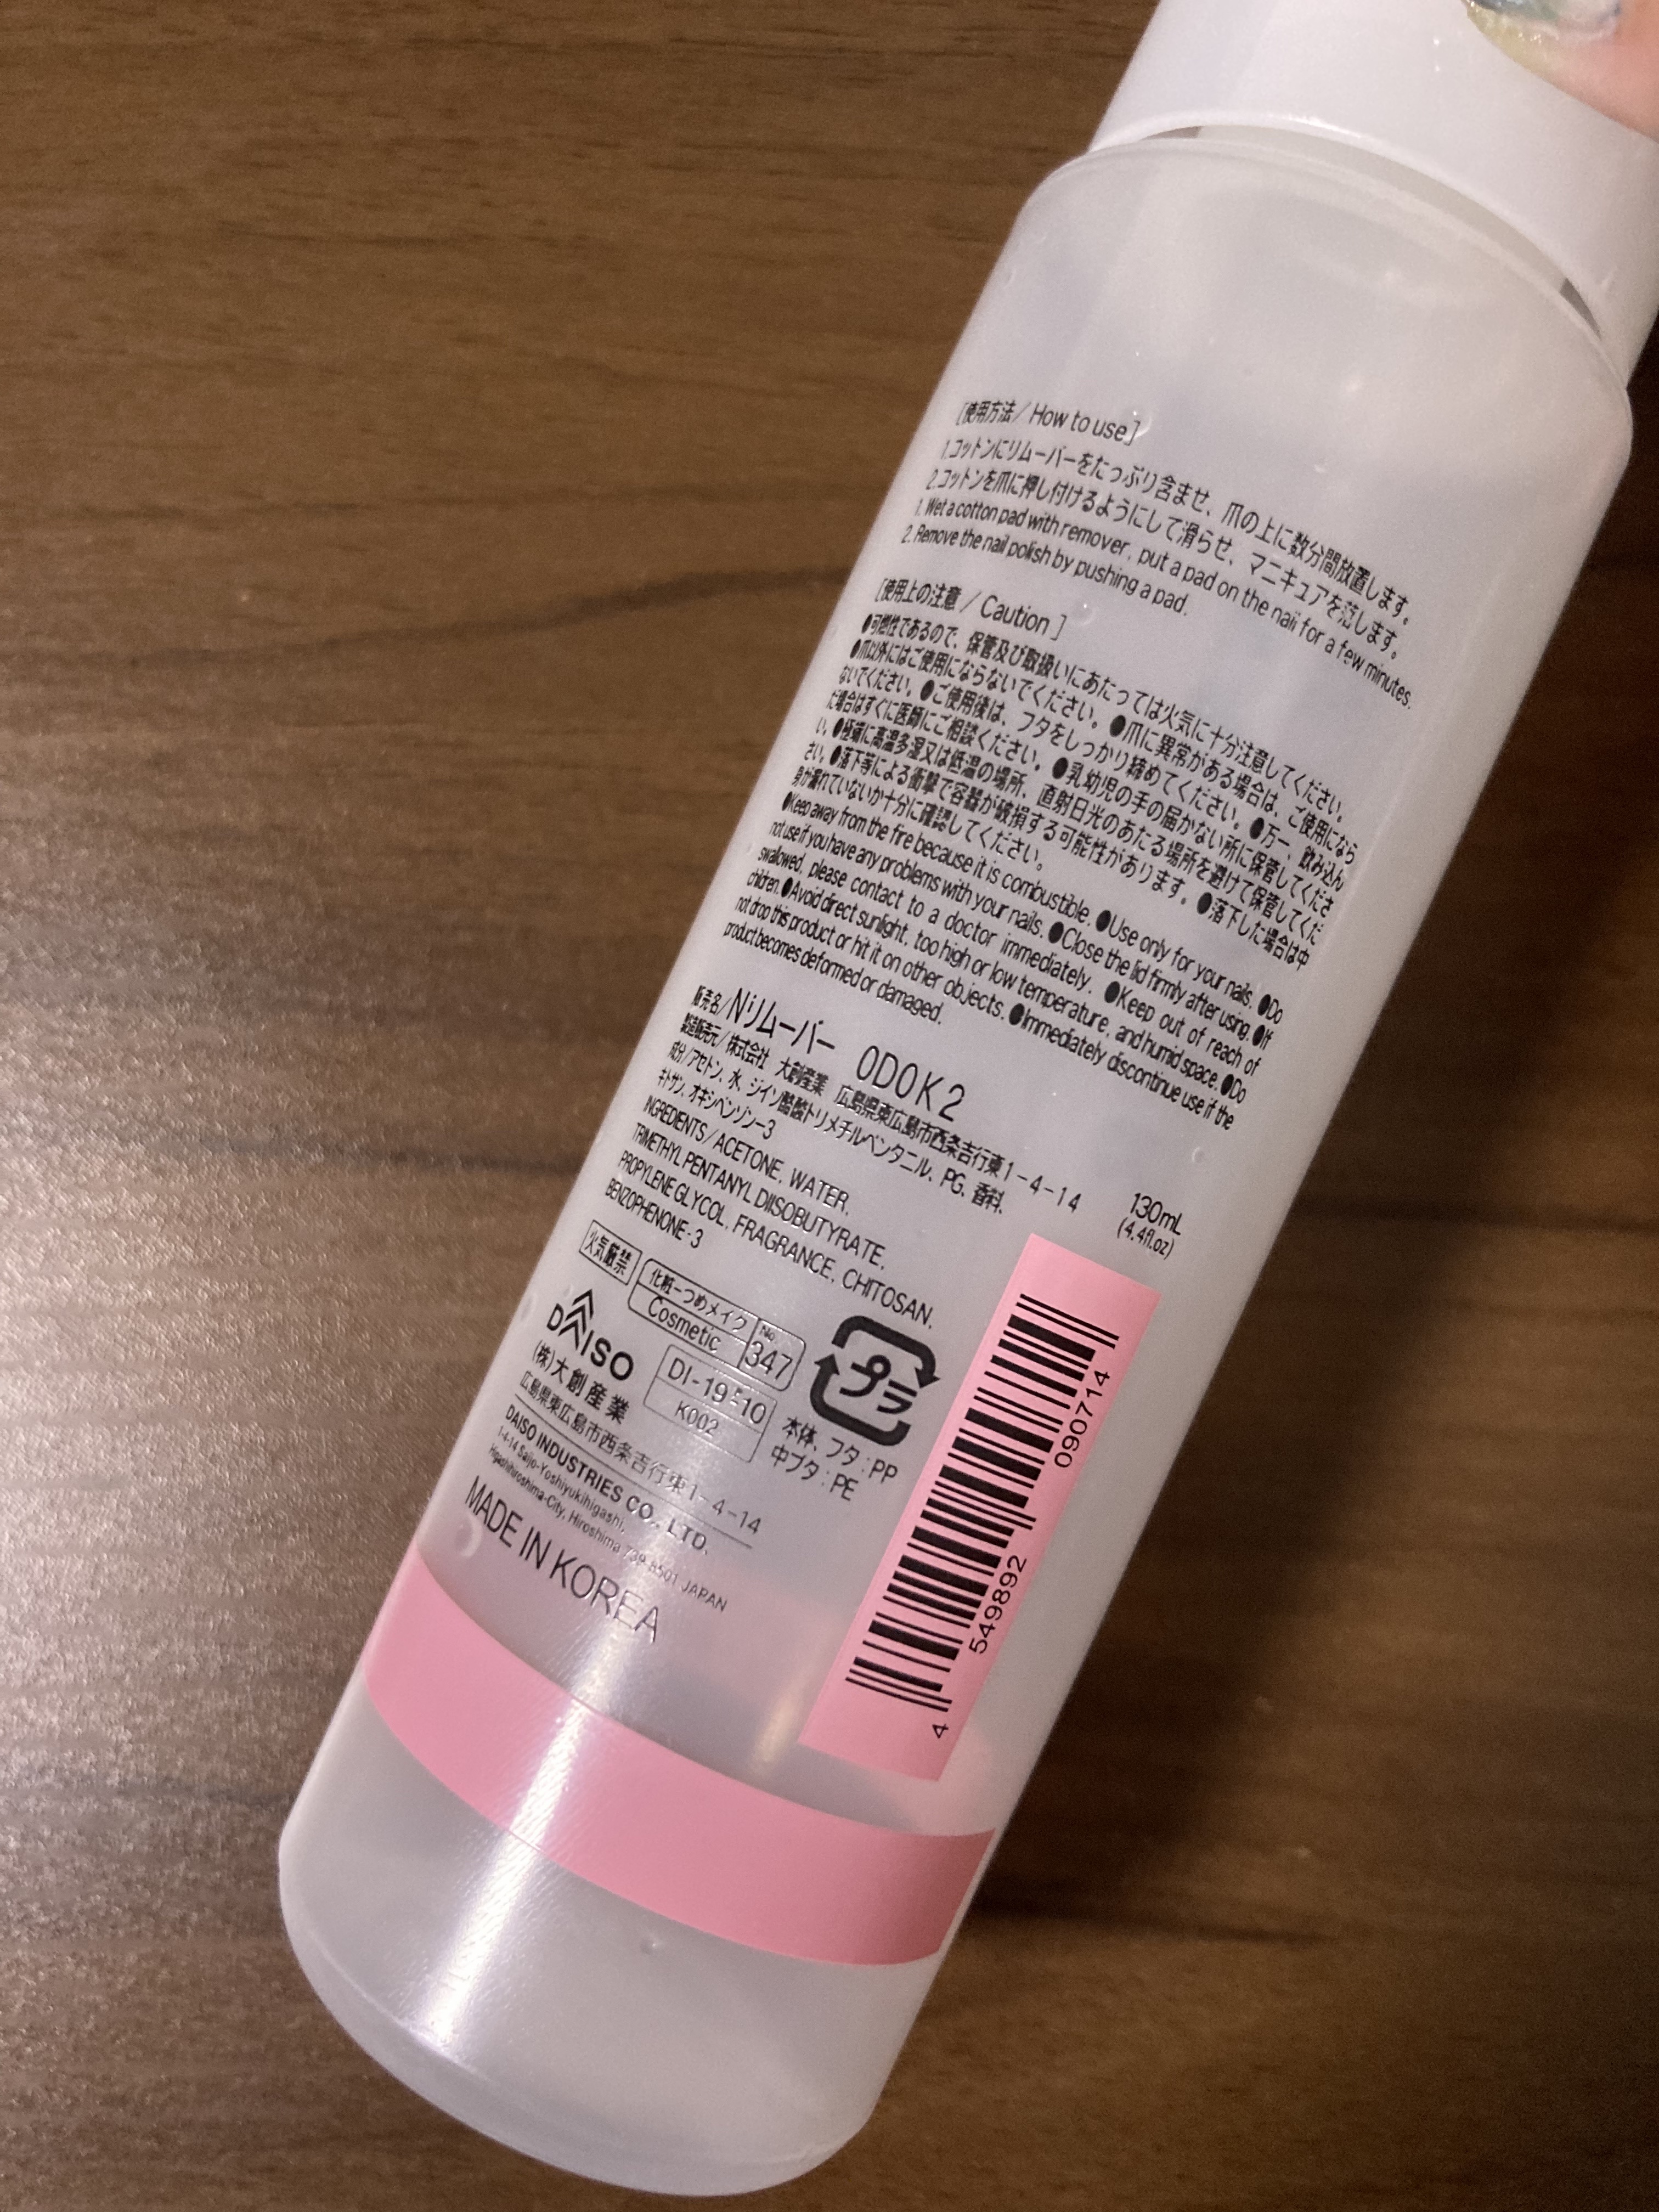 [使用方法/How to use]
1.コットンにリムーバーをたっぷり含ませ、爪の上に数分間放置します。
2.コットンを爪に押し付けるようにして滑らせ、マニキュアを落します。
1. Wet a cotton pad with remover, put a pad on the nail for a few minutes.
2. Remove the nail polish by pushing a pad.
[使用上の注意/Caution]
●可燃性であるので、保管及び取扱いにあたっては火気に十分注意してください。
●爪以外にはご使用にならないでください。●爪に異常がある場合は、ご使用になら
ないでください。●ご使用後は、フタをしっかり締めてください。●万一、飲み込ん
だ場合はすぐに医師にご相談ください。●乳幼児の手の届かない所に保管してくださ
い。●極端に高温多湿又は低温の場所、直射日光のあたる場所を避けて保管してくだ
さい。●落下等による衝撃で容器が破損する可能性があります。●落下した場合は中
身が漏れていないか十分に確認してください。
●Keep away from the fire because it is combustible. ●Use only for your nails. ●Do
not use if you have any problems with your nails. ●Close the lid firmly after using. ●If
swallowed, please contact to a doctor immediately. ●Keep out of reach of
children. ●Avoid direct sunlight, too high or low temperature, and humid space. ●Do
not drop this product or hit it on other objects. ●Immediately discontinue use if the
product becomes deformed or damaged.
販売名/Nリムーバー ODOK2
製造販売元/株式会社 大創産業 広島県東広島市西条吉行東1-4-14
成分/アセトン、水、ジイソ酪酸トリメチルペンタニル、PG、香料、
キトサン、オキシベンゾン-3
INGREDIENTS/ACETONE, WATER,
TRIMETHYL PENTANYL DIISOBUTYRATE,
PROPYLENE GLYCOL, FRAGRANCE, CHITOSAN,
BENZOPHENONE-3
130mL
(4.4fl.oz)
火気厳禁
化粧-つめメイク
Cosmetic
No.
347
DAISO
(株)大創産業
DI-19-10
K002
プラ
本体、フタ:PP
中ブタ:PE
広島県東広島市西条吉行東1-4-14
DAISO INDUSTRIES CO., LTD.
1-4-14 Saijo-Yoshiyukihigashi,
Higashihiroshima-City, Hiroshima 739-8501 JAPAN
MADE IN KOREA
4 549892 090714